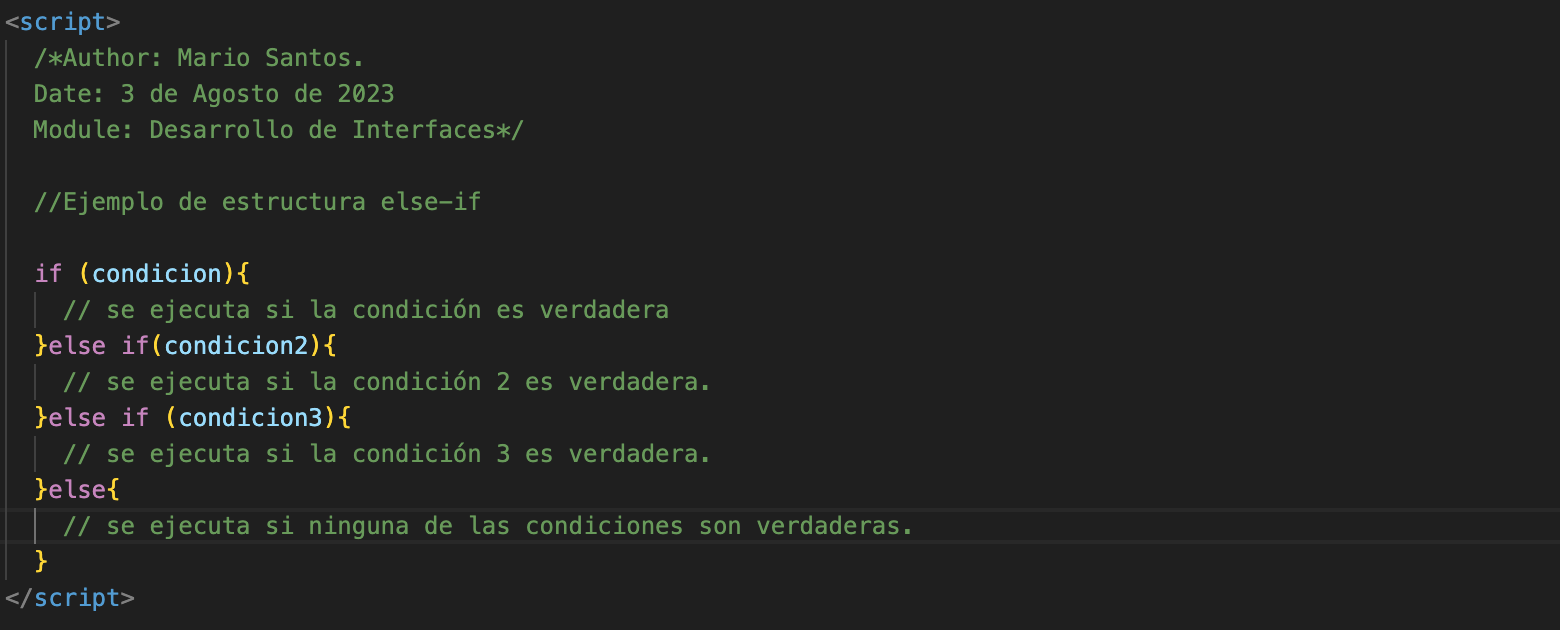 <script>
/*Author: Mario Santos.
Date: 3 de Agosto de 2023
Module: Desarrollo de Interfaces*/
//Ejemplo de estructura else-if
if (condicion){
// se ejecuta si la condición es verdadera
}else if(condicion2){
// se ejecuta si la condición 2 es verdadera.
}else if (condicion3){
// se ejecuta si la condición 3 es verdadera.
}else{
// se ejecuta si ninguna de las condiciones son verdaderas.
}
</script>